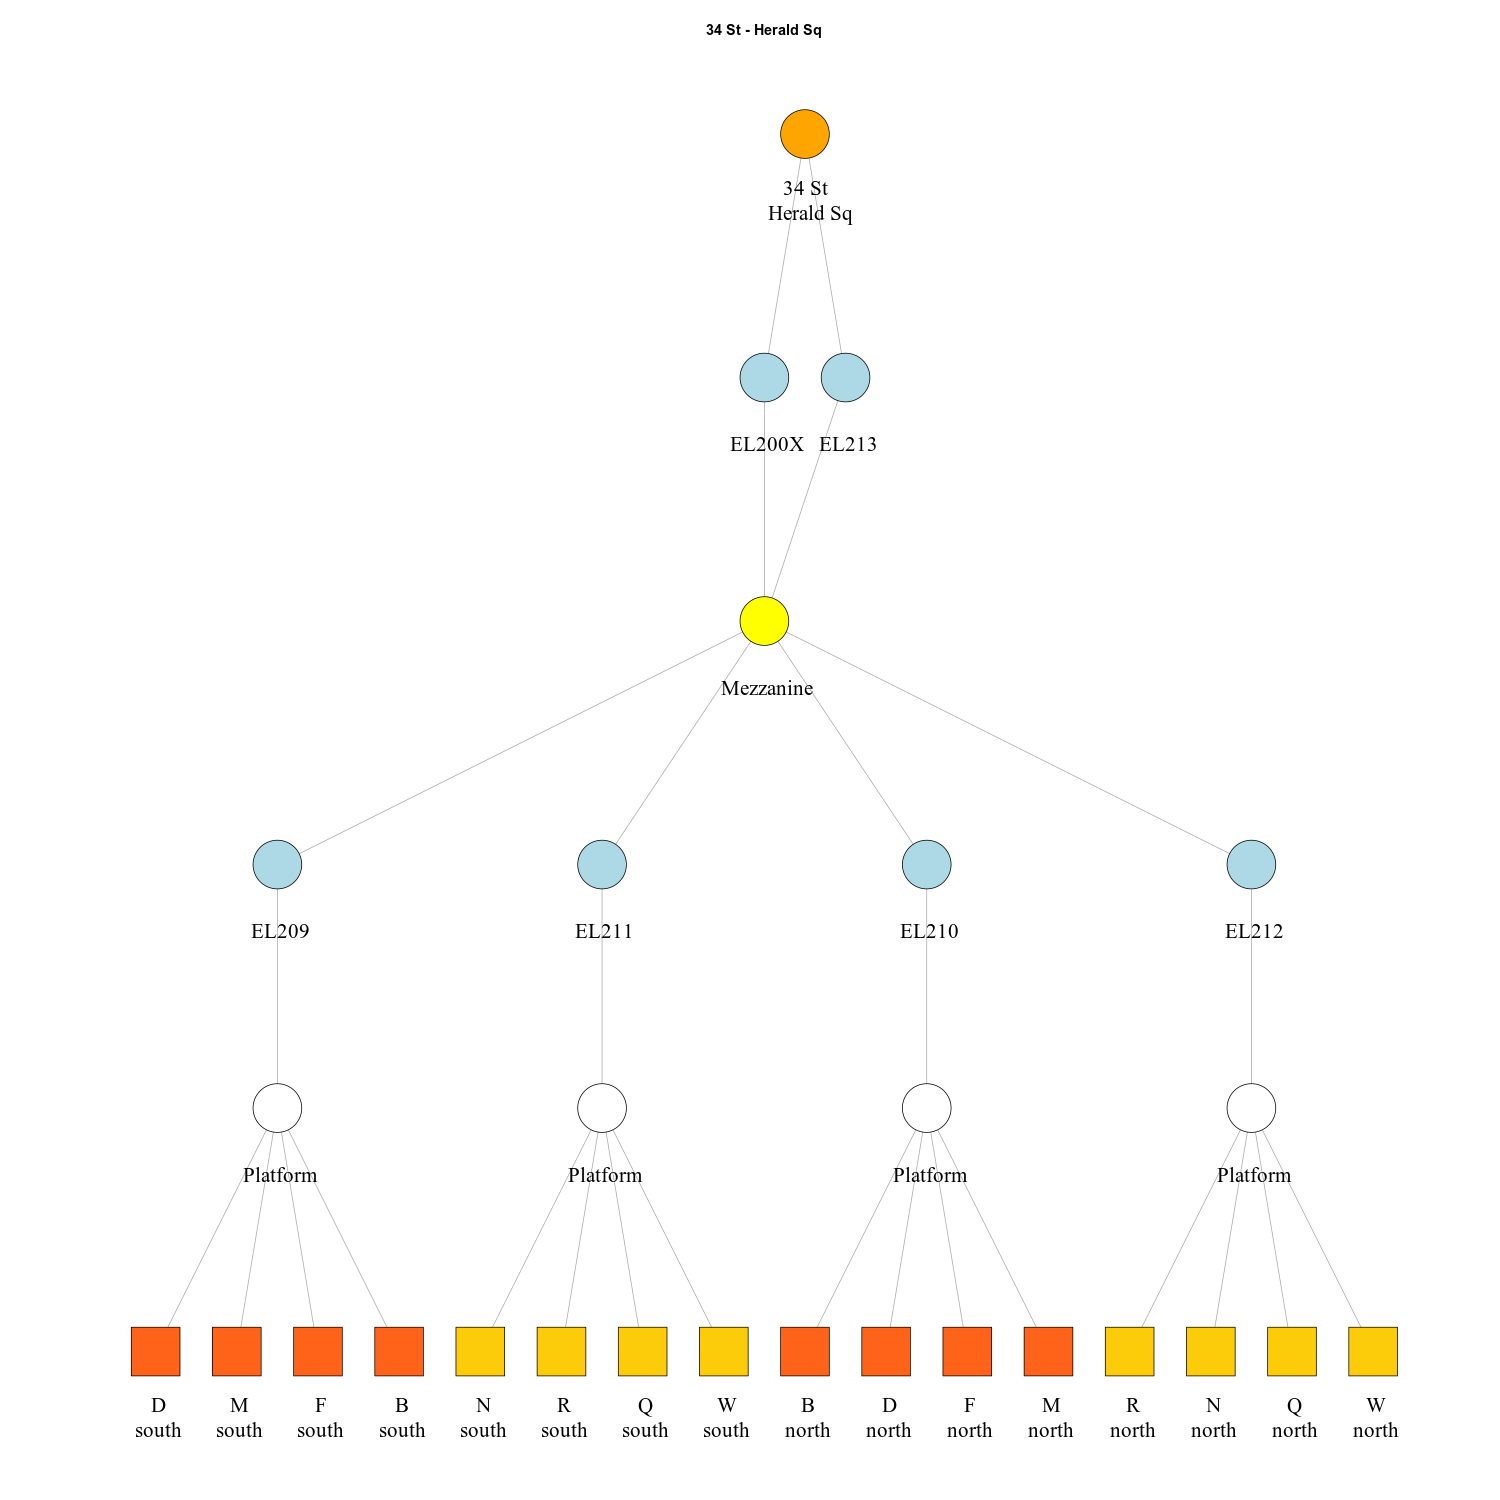 34 St - Herald Sq
34 St
Herald Sq
EL200X EL213
Mezzanine
EL209 EL211 EL210 EL212
Platform Platform Platform Platform
D M F B N R Q W B D F M R N Q W
south south south south south south south south north north north north north north north north